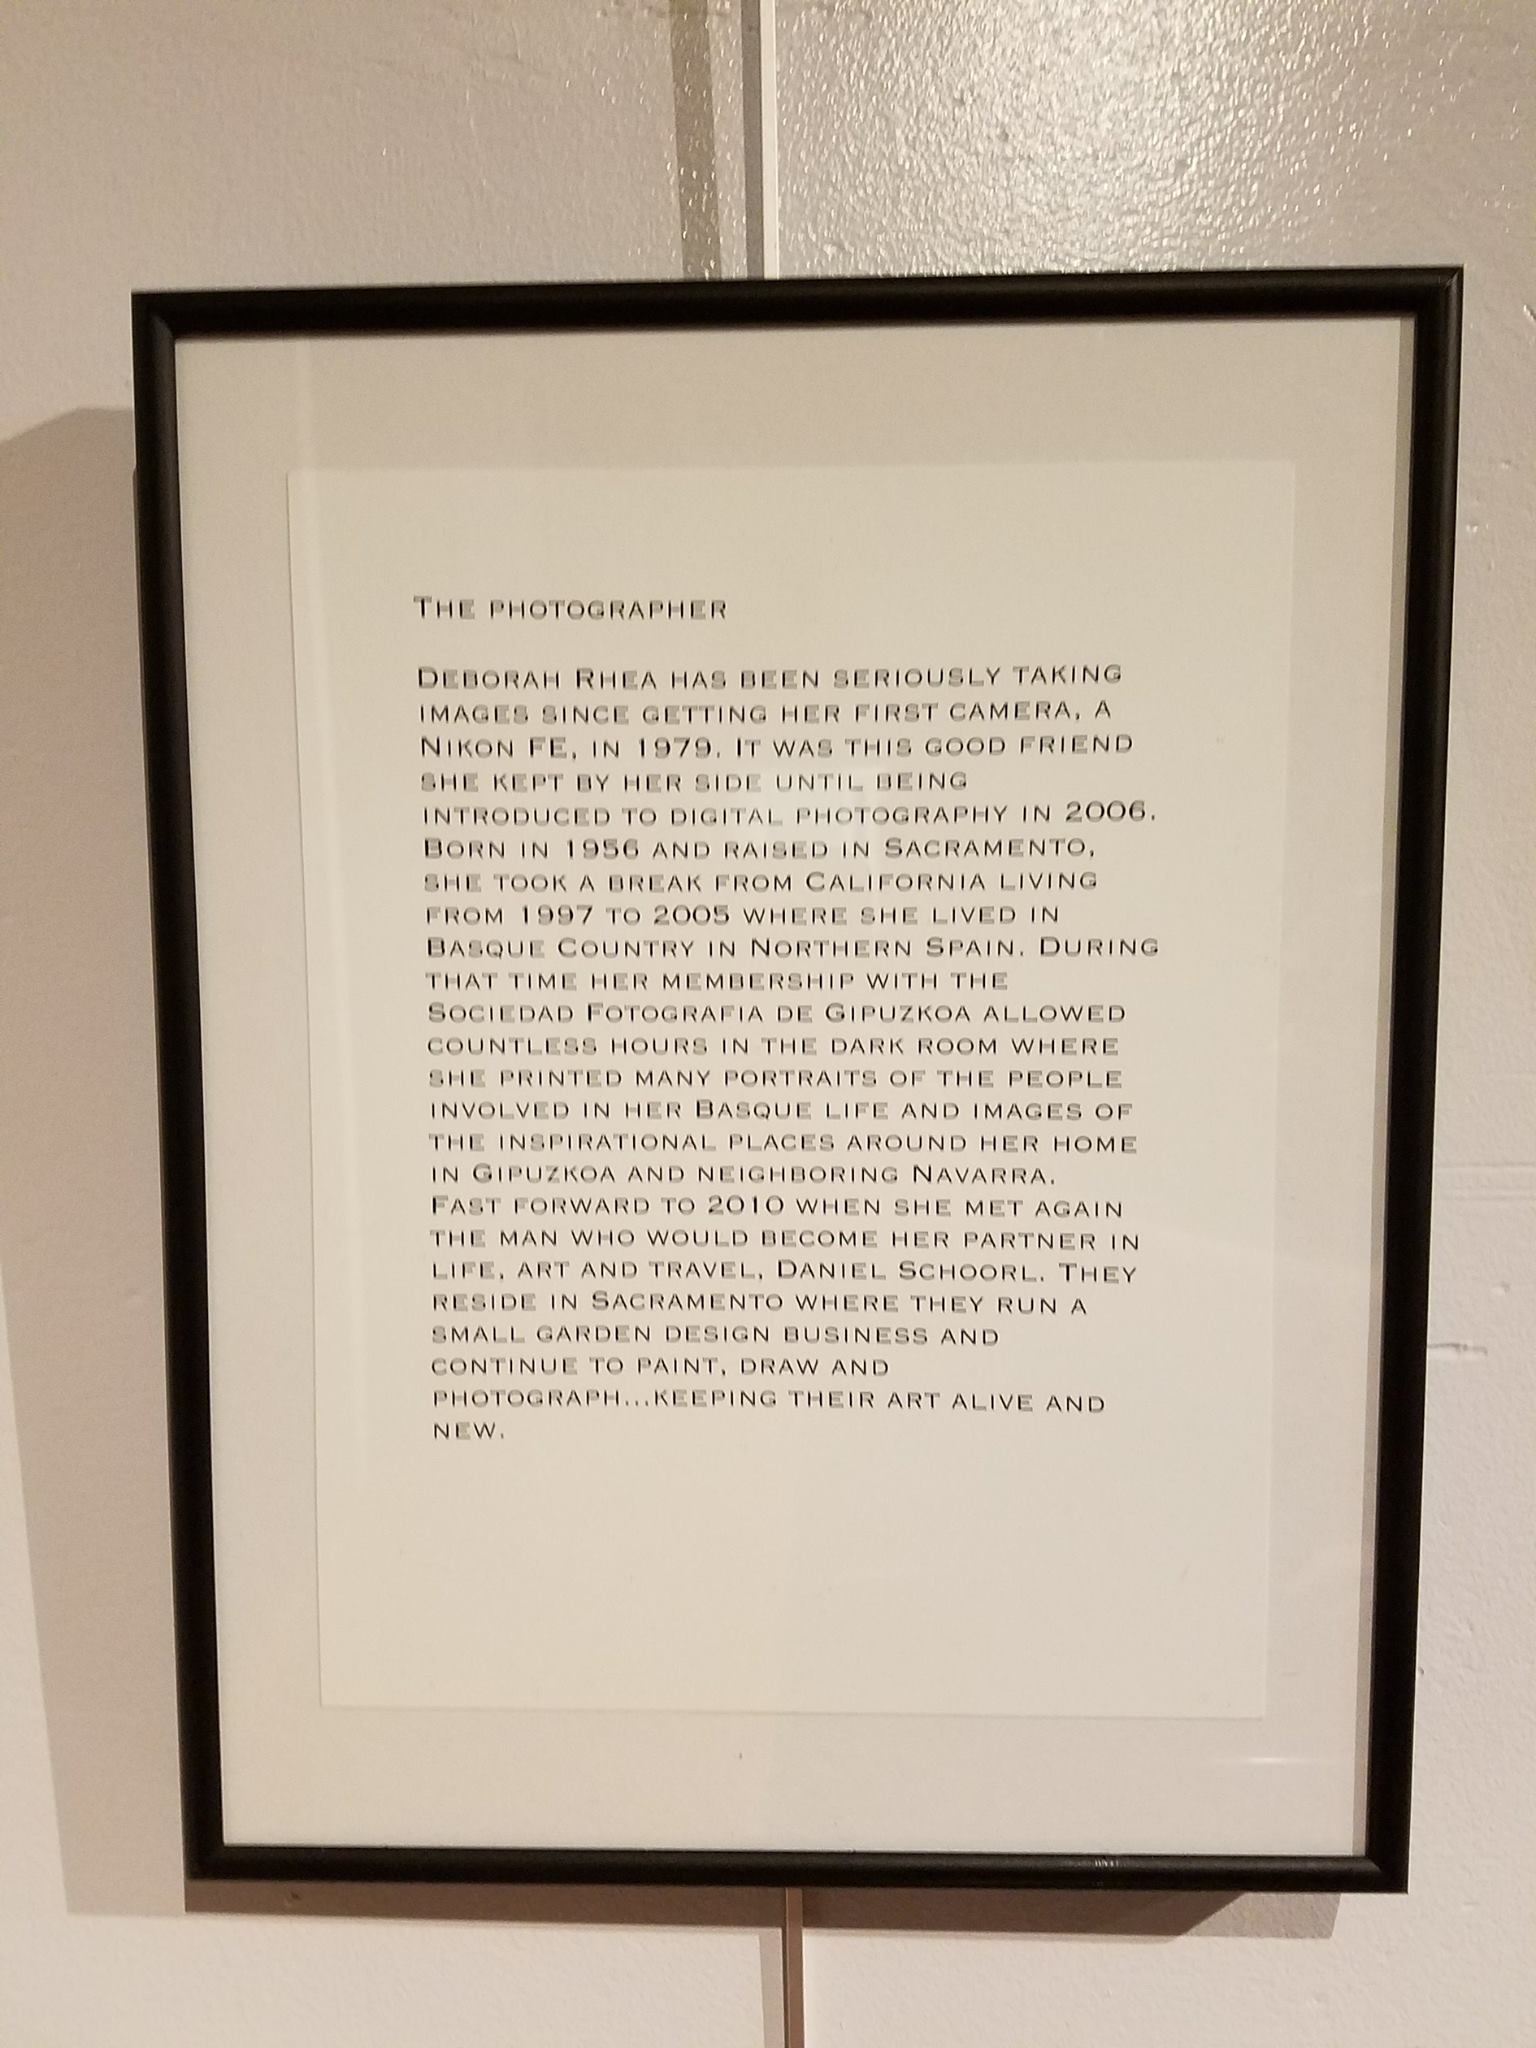 The photographer
Deborah Rhea has been seriously taking
images since getting her first camera, a
Nikon FE, in 1979. It was this good friend
she kept by her side until being
introduced to digital photography in 2006.
Born in 1956 and raised in Sacramento,
she took a break from California living
from 1997 to 2005 where she lived in
Basque Country in Northern Spain. During
that time her membership with the
Sociedad Fotografia de Gipuzkoa allowed
countless hours in the dark room where
she printed many portraits of the people
involved in her Basque life and images of
the inspirational places around her home
in Gipuzkoa and neighboring Navarra.
Fast forward to 2010 when she met again
the man who would become her partner in
life, art and travel, Daniel Schoorl. They
reside in Sacramento where they run a
small garden design business and
continue to paint, draw and
photograph...keeping their art alive and
new.